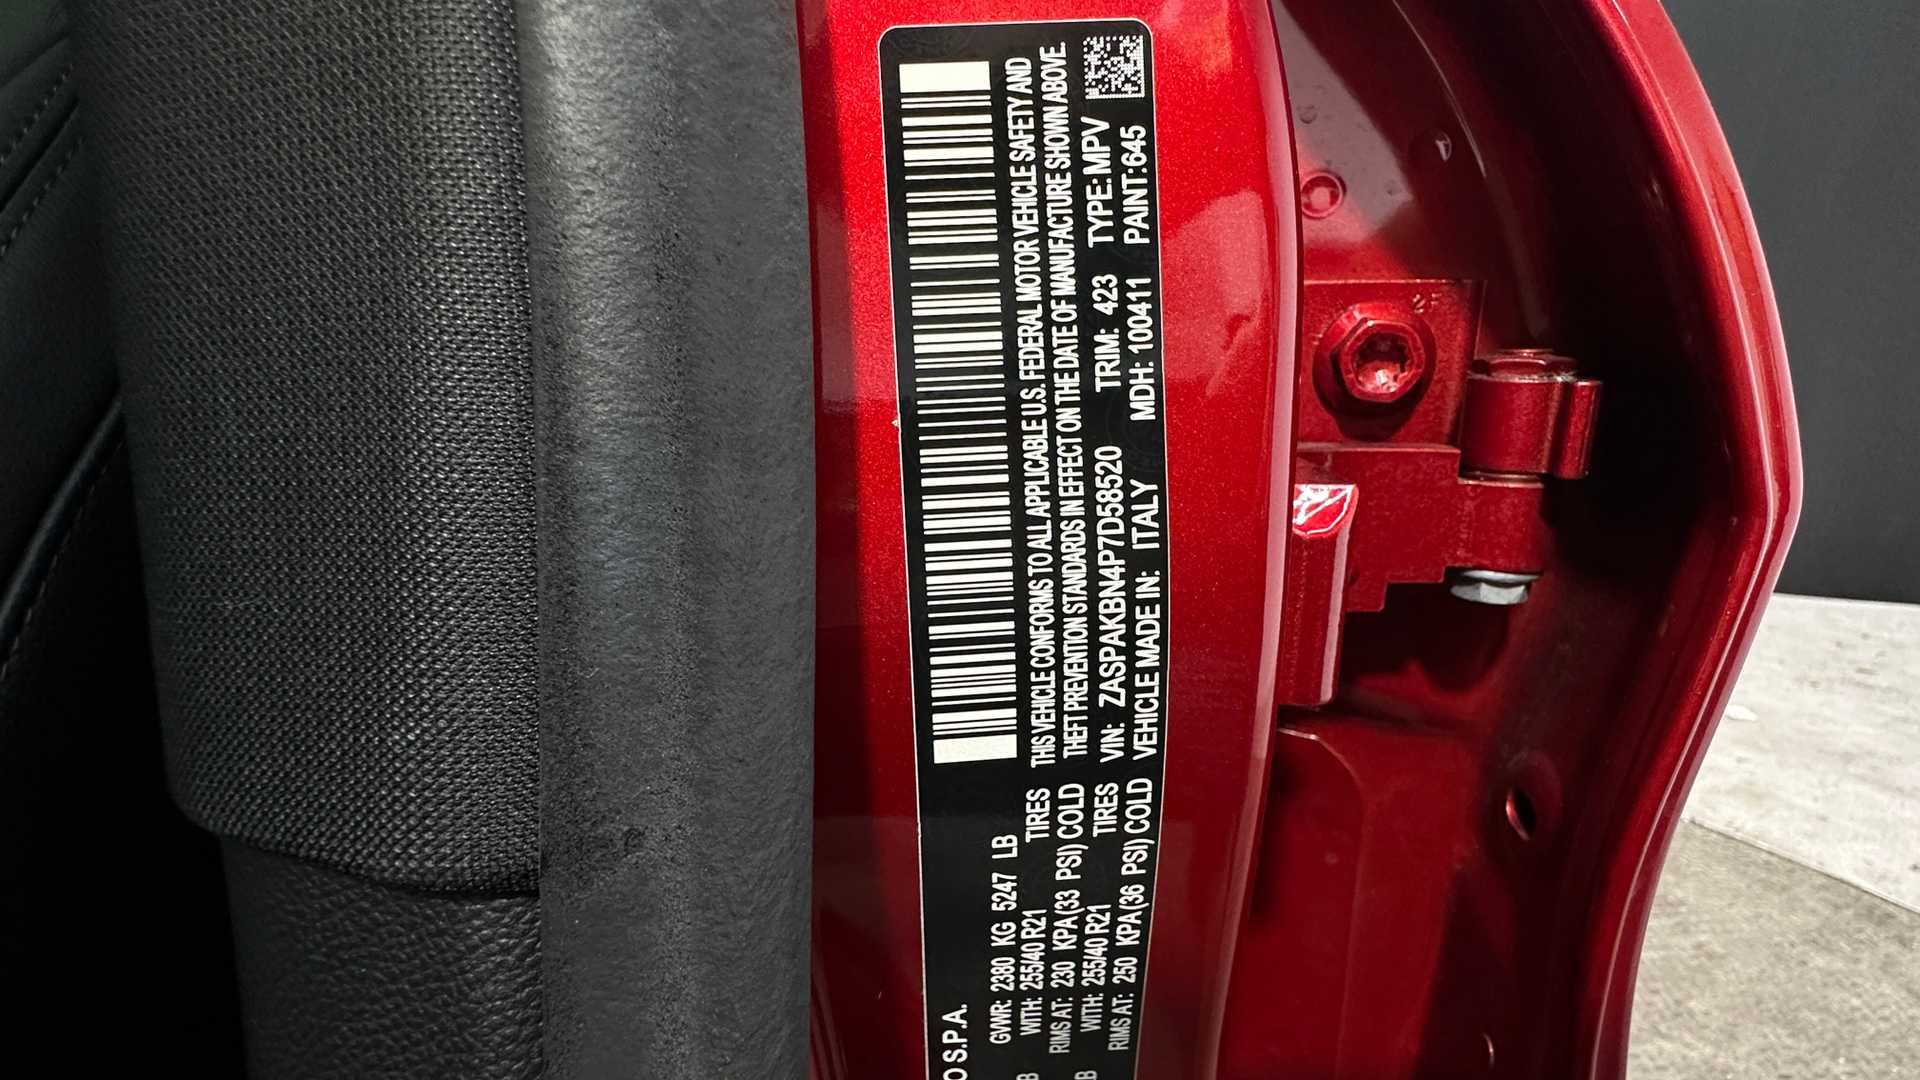 O S.P.A.
GVWR: 2380 KG 5247 LB
B WITH: 255/40 R21 TIRES
RIMS AT: 230 KPA (33 PSI) COLD
B WITH: 255/40 R21 TIRES
RIMS AT: 250 KPA (36 PSI) COLD
THIS VEHICLE CONFORMS TO ALL APPLICABLE U.S. FEDERAL MOTOR VEHICLE SAFETY AND
THEFT PREVENTION STANDARDS IN EFFECT ON THE DATE OF MANUFACTURE SHOWN ABOVE.
VIN: ZASPAKBN4P7D58520 TRIM: 423 TYPE: MPV
VEHICLE MADE IN: ITALY MDH: 100411 PAINT:645
2F